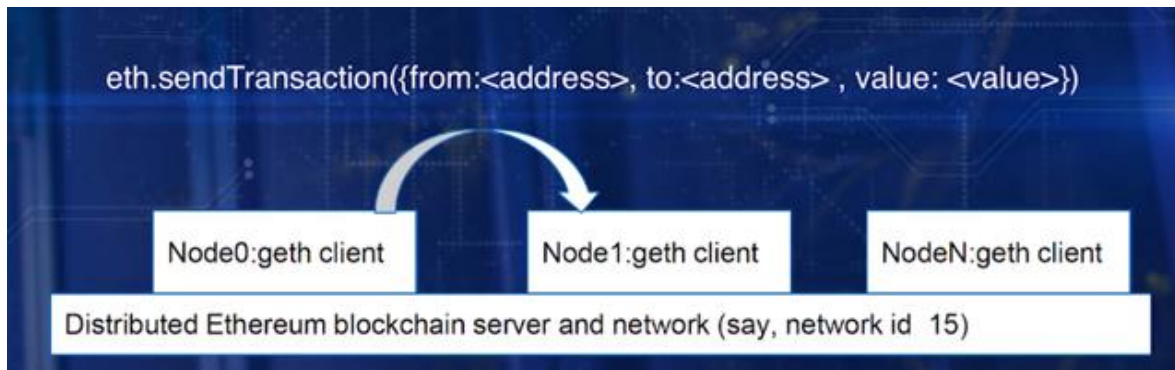 eth.sendTransaction({from:<address>, to:<address> , value: <value>})
Node0:geth client
Node1:geth client
NodeN:geth client
Distributed Ethereum blockchain server and network (say, network id 15)